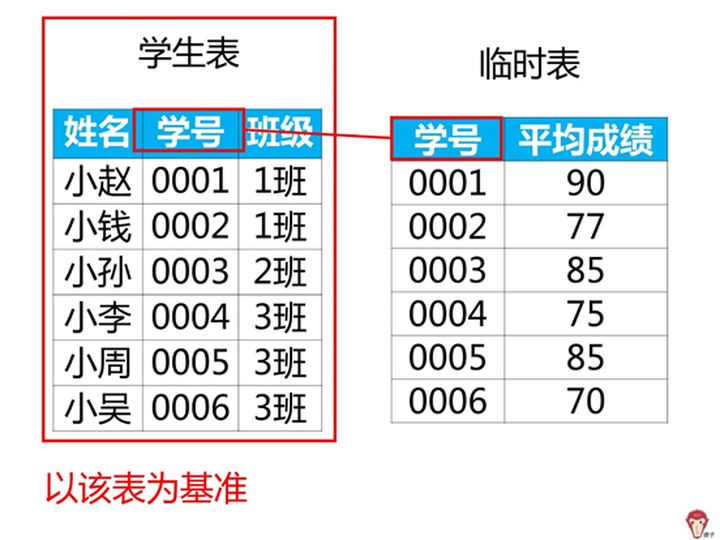 学生表
姓名 学号 班级
小赵 0001 1班
小钱 0002 1班
小孙 0003 2班
小李 0004 3班
小周 0005 3班
小吴 0006 3班
临时表
学号 平均成绩
0001 90
0002 77
0003 85
0004 75
0005 85
0006 70
以该表为基准